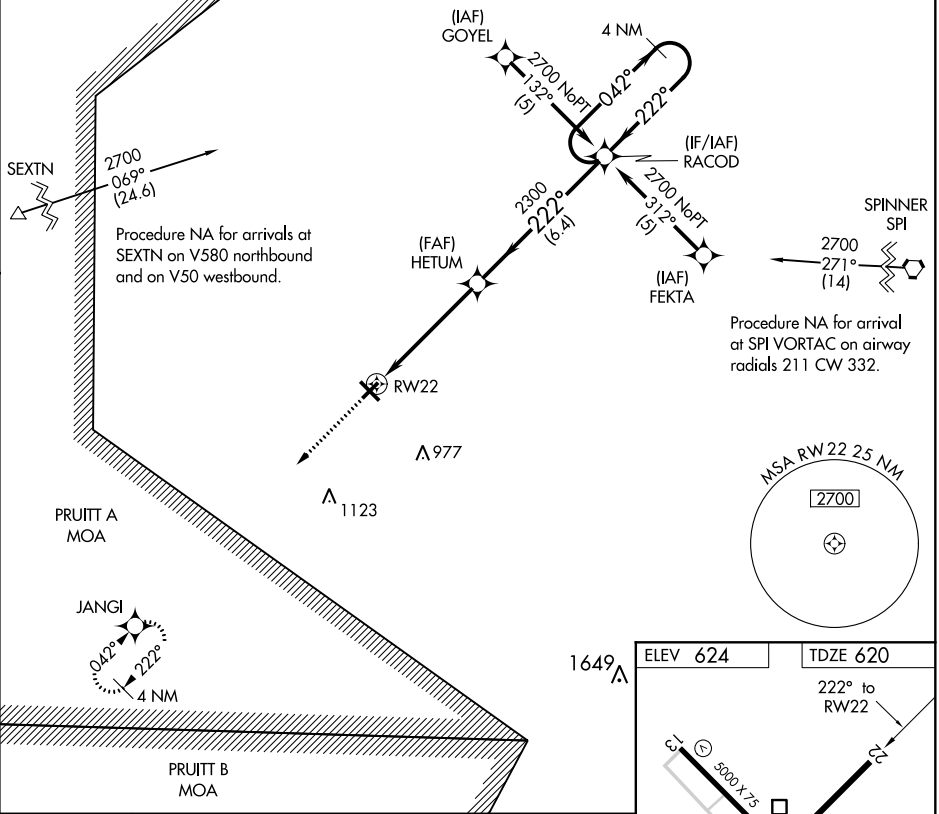 (IAF)
GOYEL
4 NM
2700 NoPT
132°
(5)
042°
222°
(IF/IAF)
RACOD
SEXTN
2700
069°
(24.6)
2300
222°
(6.4)
2700 NoPT
312°
(5)
SPINNER
SPI
Procedure NA for arrivals at
SEXTN on V580 northbound
and on V50 westbound.
(FAF)
HETUM
(IAF)
FEKTA
2700
271°
(14)
Procedure NA for arrival
at SPI VORTAC on airway
radials 211 CW 332.
RW22
977
MSA RW22 25 NM
2700
1123
PRUITT A
MOA
JANGI
042°
222°
4 NM
1649
ELEV 624
TDZE 620
222° to
RW22
13
V
5000 X 75
22
PRUITT B
MOA